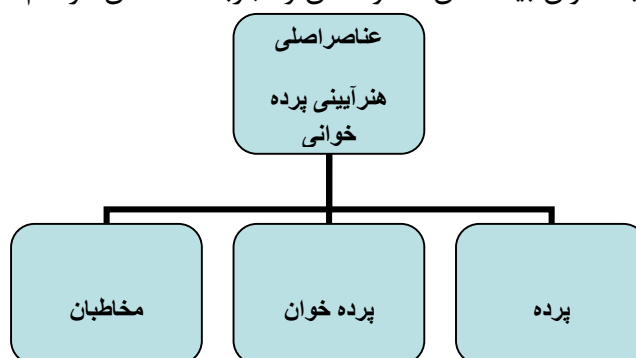 عناصراصلی
هنرآیینی پرده
خوانی
پرده
پرده خوان
مخاطبان